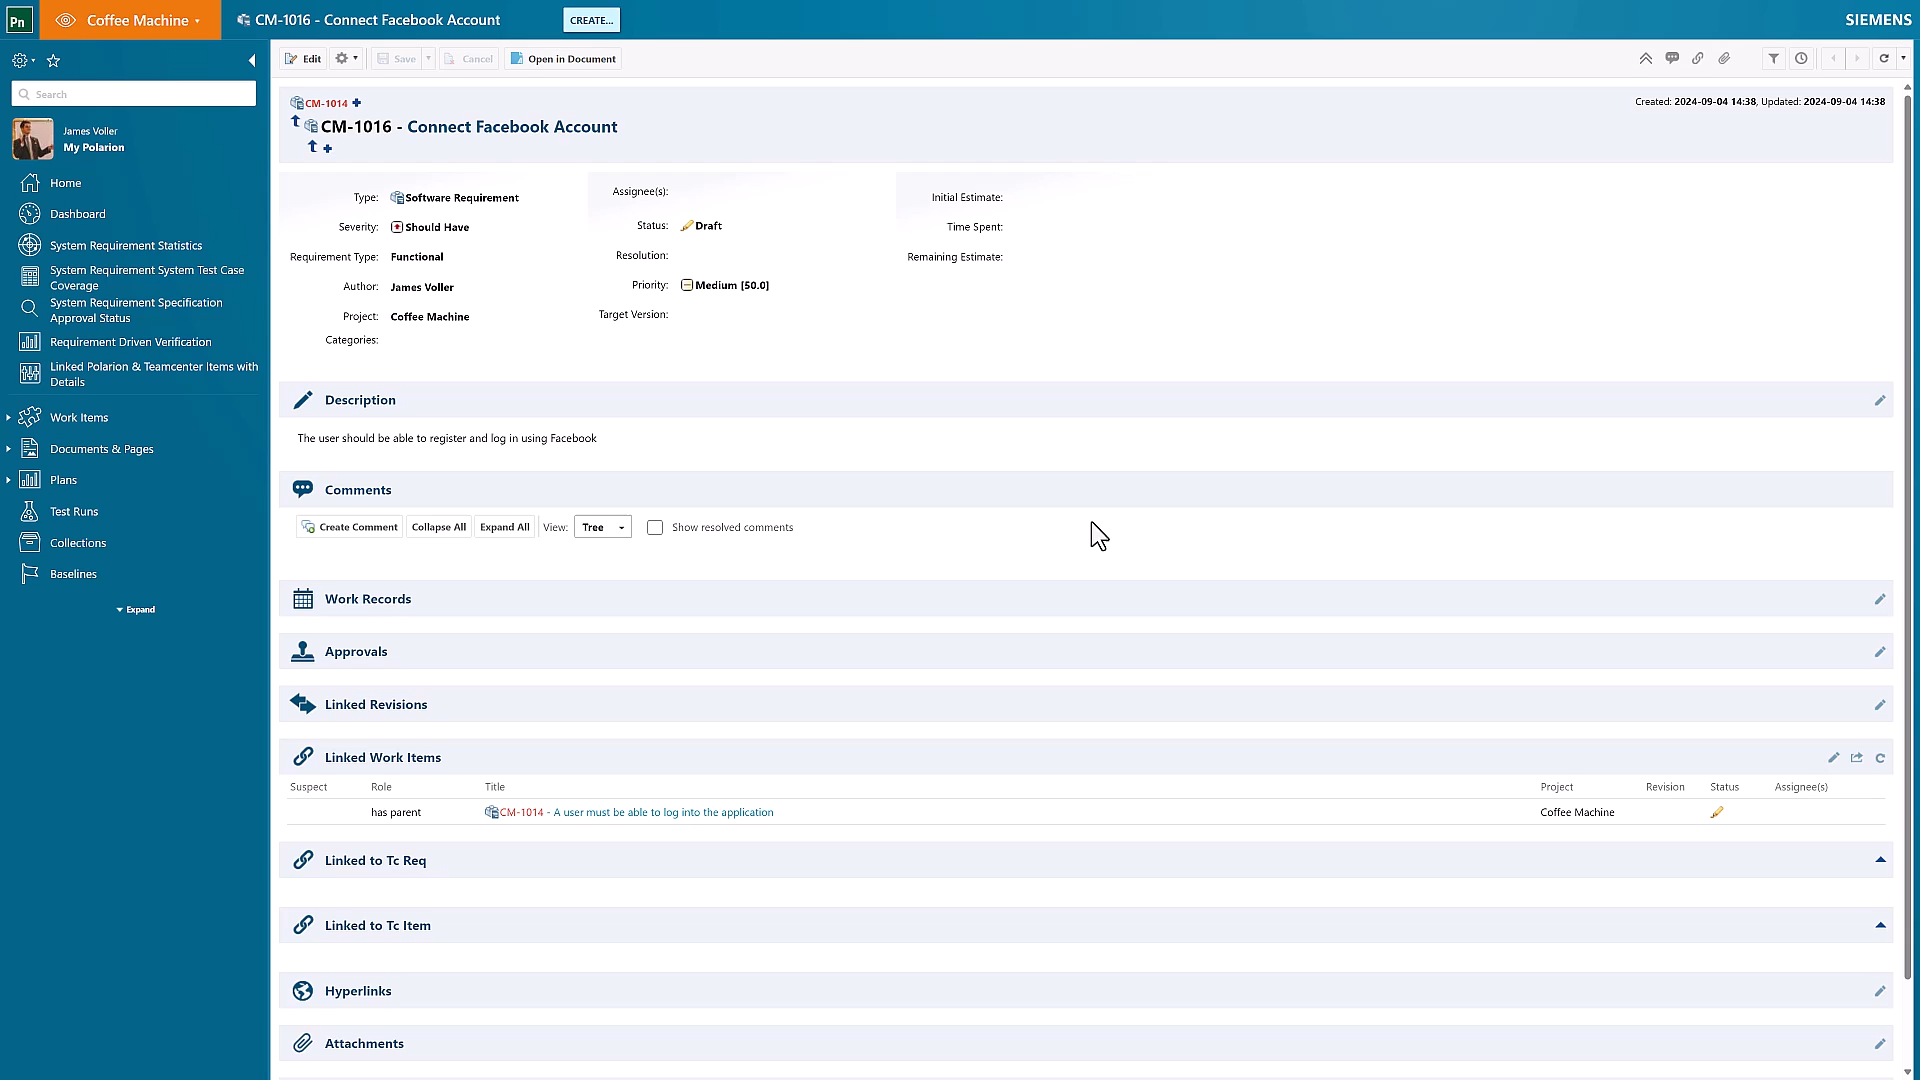 Pn Coffee Machine CM-1016 - Connect Facebook Account CREATE... SIEMENS
Edit Save Cancel Open in Document
Search
James Voller
My Polarion
Home
Dashboard
System Requirement Statistics
System Requirement System Test Case
Coverage
System Requirement Specification
Approval Status
Requirement Driven Verification
Linked Polarion & Teamcenter Items with
Details
Work Items
Documents & Pages
Plans
Test Runs
Collections
Baselines
Expand
CM-1014
Created: 2024-09-04 14:38, Updated: 2024-09-04 14:38
CM-1016 - Connect Facebook Account
Type: Software Requirement
Severity: Should Have
Requirement Type: Functional
Author: James Voller
Project: Coffee Machine
Categories:
Assignee(s):
Status: Draft
Resolution:
Priority: Medium [50.0]
Target Version:
Initial Estimate:
Time Spent:
Remaining Estimate:
Description
The user should be able to register and log in using Facebook
Comments
Create Comment Collapse All Expand All View: Tree Show resolved comments
Work Records
Approvals
Linked Revisions
Linked Work Items
Suspect Role Title Project Revision Status Assignee(s)
has parent CM-1014 - A user must be able to log into the application Coffee Machine
Linked to Tc Req
Linked to Tc Item
Hyperlinks
Attachments